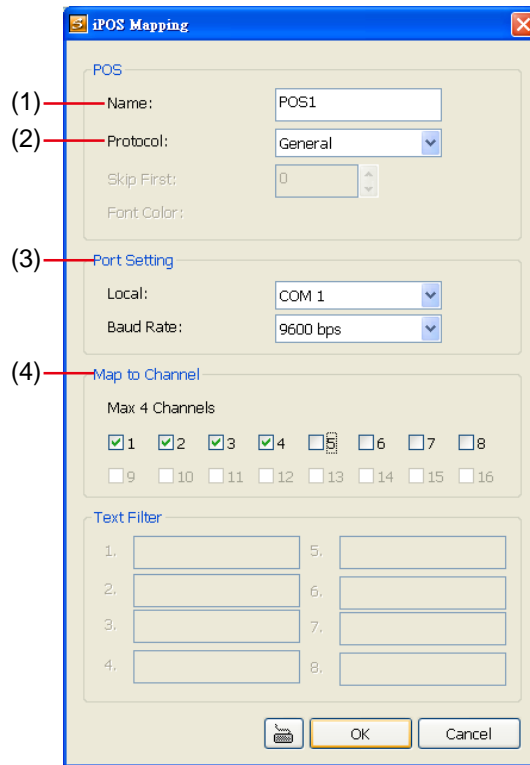 iPOS Mapping
POS
(1) Name: POS1
(2) Protocol: General
Skip First: 0
Font Color:
(3) Port Setting
Local: COM 1
Baud Rate: 9600 bps
(4) Map to Channel
Max 4 Channels
1 2 3 4 5 6 7 8
9 10 11 12 13 14 15 16
Text Filter
1. 5.
2. 6.
3. 7.
4. 8.
OK Cancel